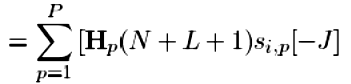 = \sum_{p=1}^{P} [\mathbf{H}_p(N + L + 1)s_{i,p}[-J]